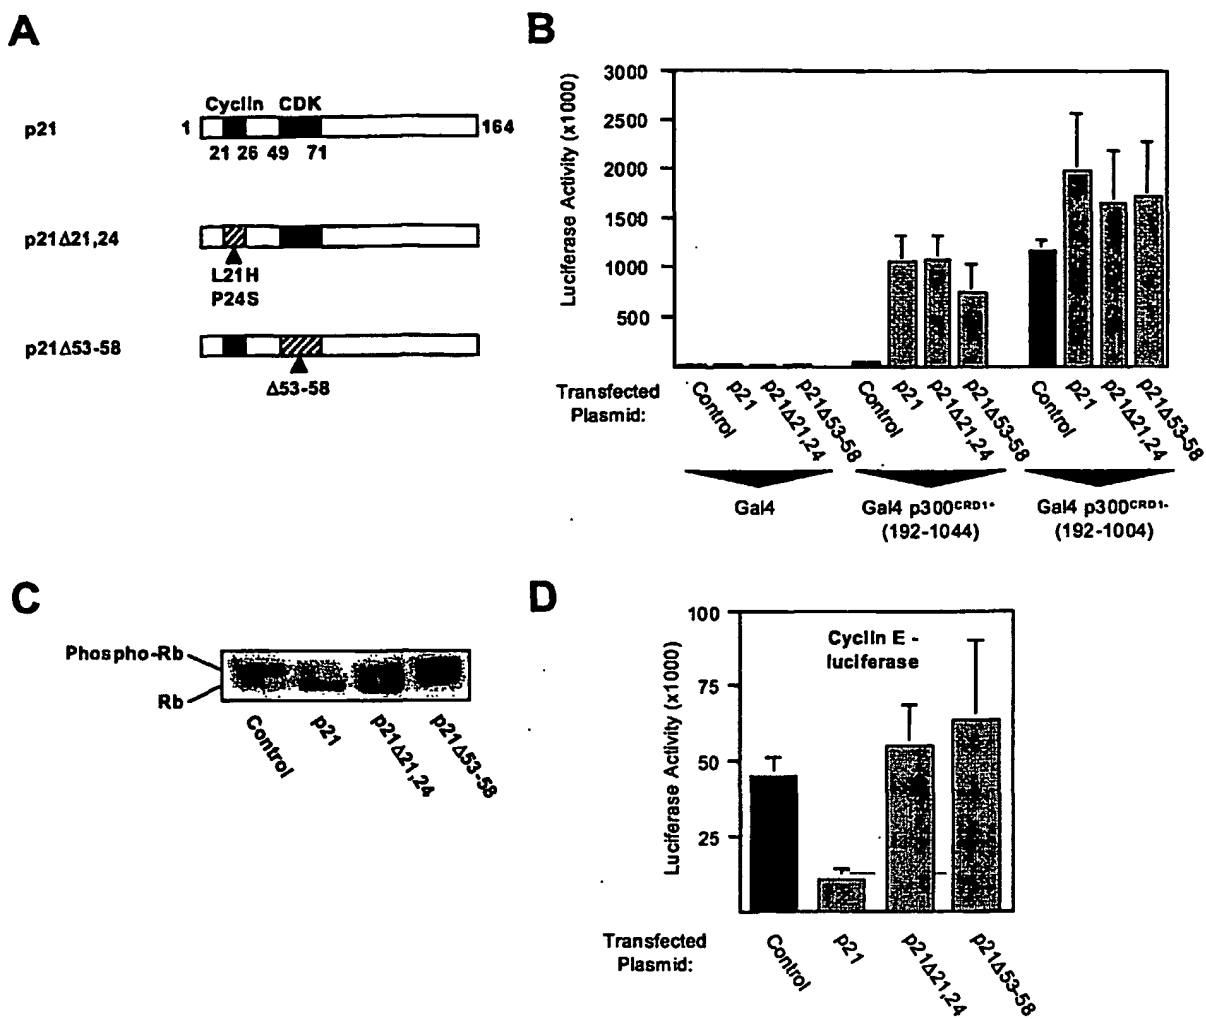 A
Cyclin CDK
p21
1
164
21 26 49 71
p21Δ21,24
L21H
P24S
p21Δ53-58
Δ53-58
B
Luciferase Activity (x1000)
3000
2500
2000
1500
1000
500
Transfected
Plasmid:
Control
p21
p21Δ21,24
p21Δ53-58
Control
p21
p21Δ21,24
p21Δ53-58
Control
p21
p21Δ21,24
p21Δ53-58
Gal4
Gal4 p300CRD1+
(192-1044)
Gal4 p300CRD1-
(192-1004)
C
Phospho-Rb
Rb
Control
p21
p21Δ21,24
p21Δ53-58
D
Luciferase Activity (x1000)
100
75
50
25
Cyclin E -
luciferase
Transfected
Plasmid:
Control
p21
p21Δ21,24
p21Δ53-58